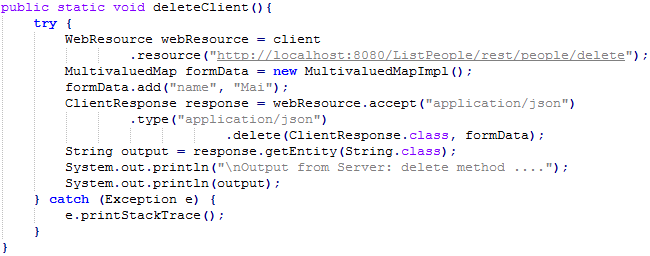 public static void deleteClient(){
try {
WebResource webResource = client
.resource("http://localhost:8080/ListPeople/rest/people/delete");
MultivaluedMap formData = new MultivaluedMapImpl();
formData.add("name", "Mai");
ClientResponse response = webResource.accept("application/json")
.type("application/json")
.delete(ClientResponse.class, formData);
String output = response.getEntity(String.class);
System.out.println("\nOutput from Server: delete method ....");
System.out.println(output);
} catch (Exception e) {
e.printStackTrace();
}
}